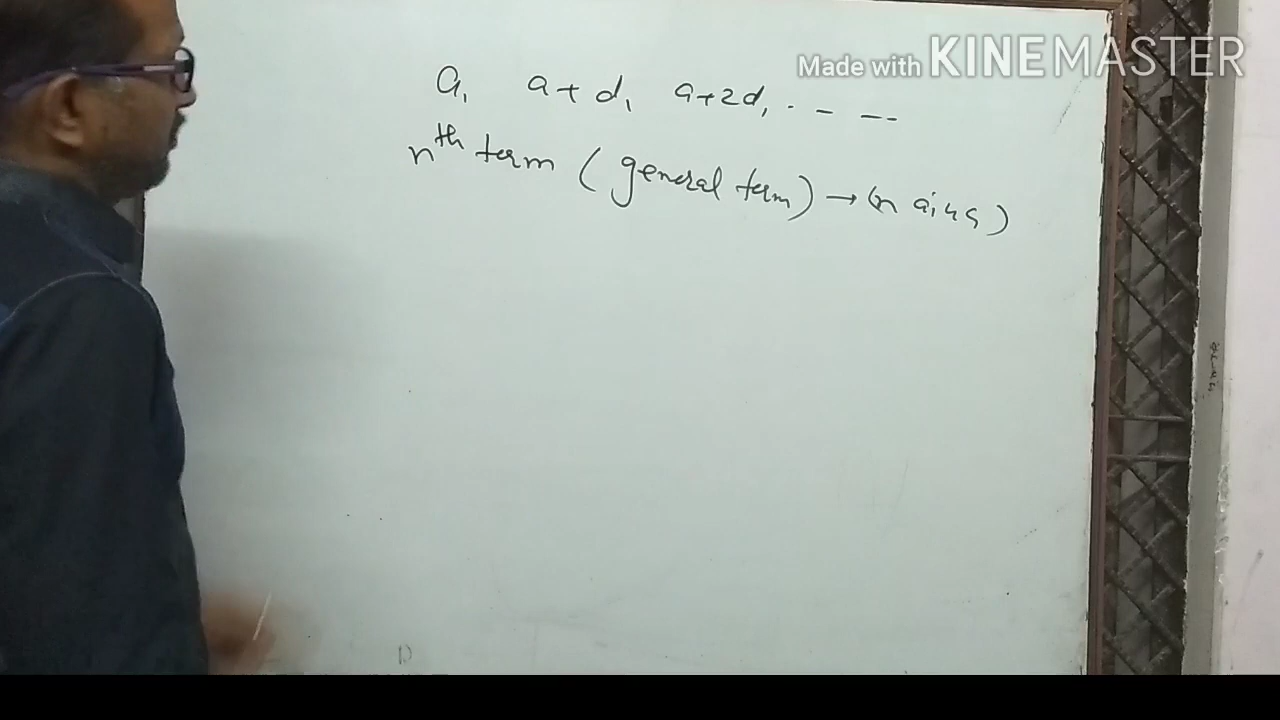 Made with KINEMASTER
a, a+d, a+2d, . - --
nth term (general term) →